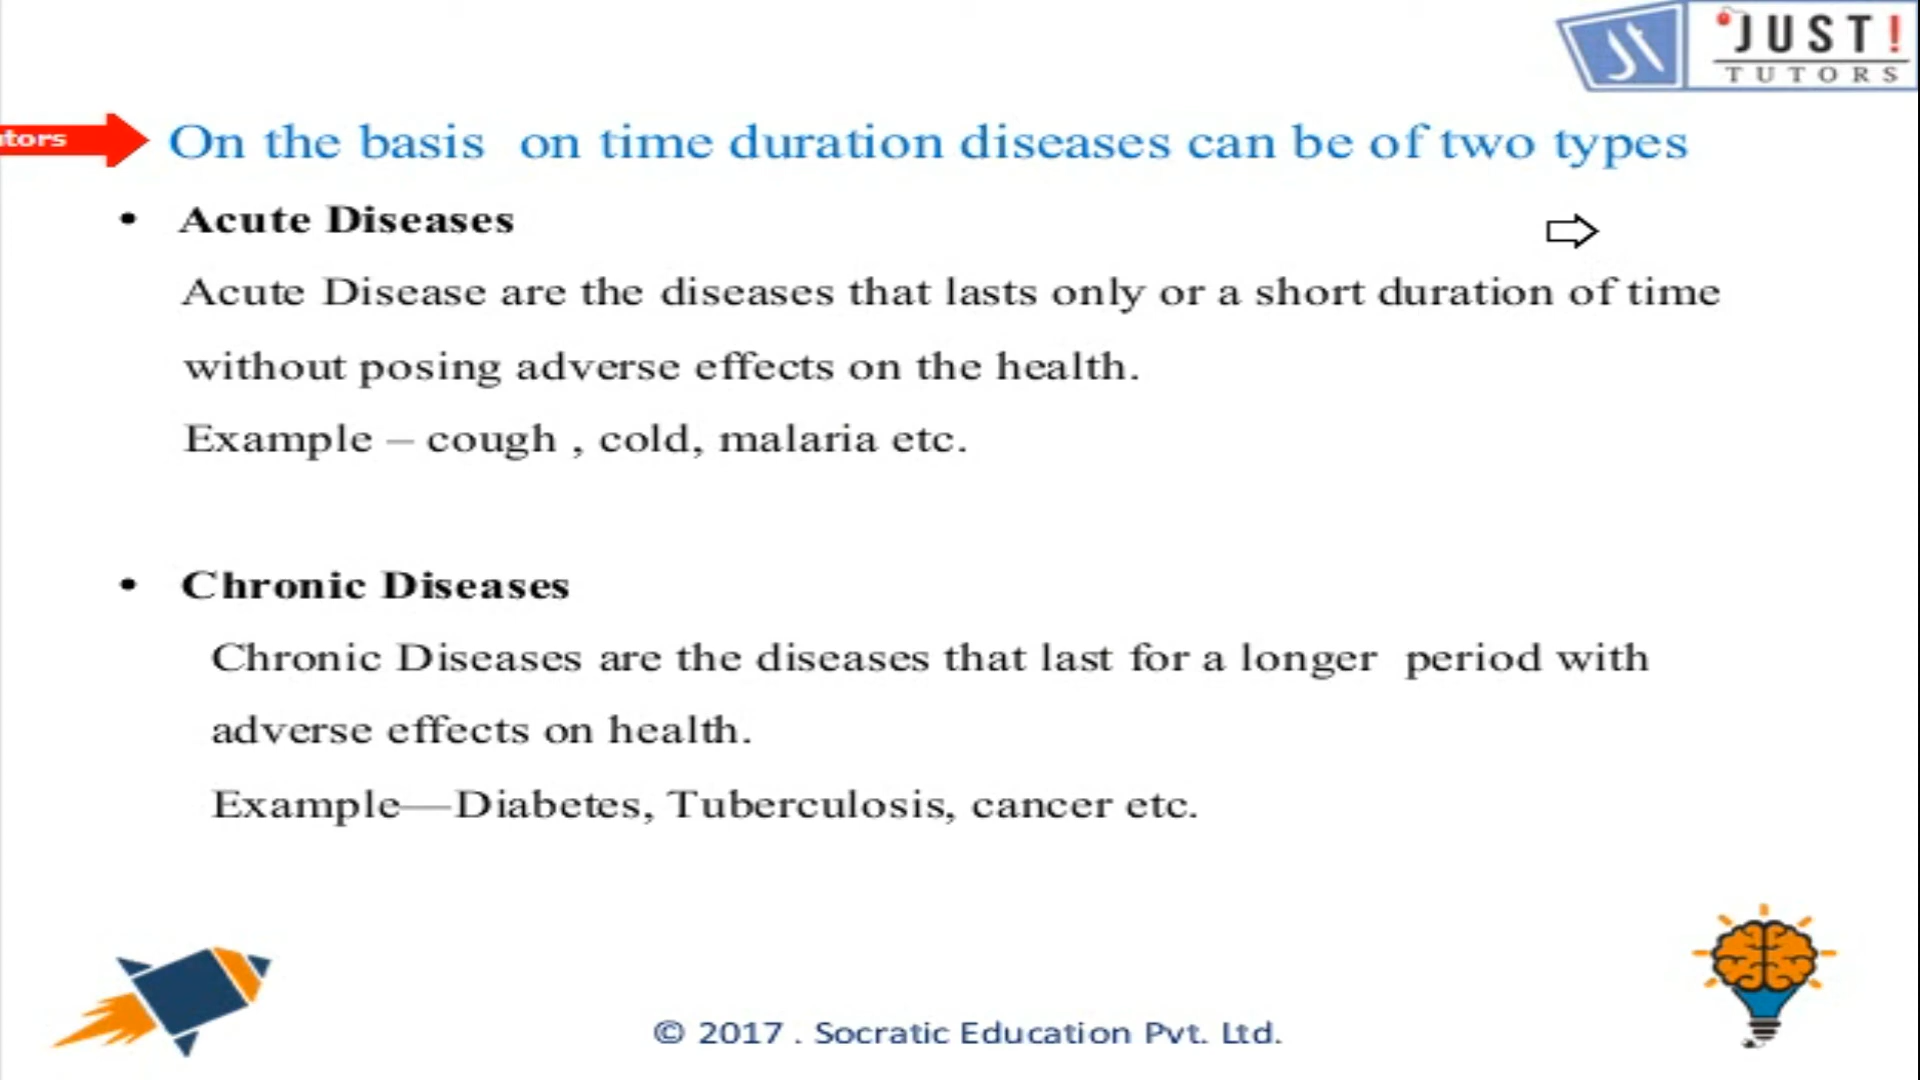 JUST!
TUTORS
tors
On the basis on time duration diseases can be of two types
• Acute Diseases
Acute Disease are the diseases that lasts only or a short duration of time
without posing adverse effects on the health.
Example – cough , cold, malaria etc.
• Chronic Diseases
Chronic Diseases are the diseases that last for a longer period with
adverse effects on health.
Example—Diabetes, Tuberculosis, cancer etc.
© 2017 . Socratic Education Pvt. Ltd.